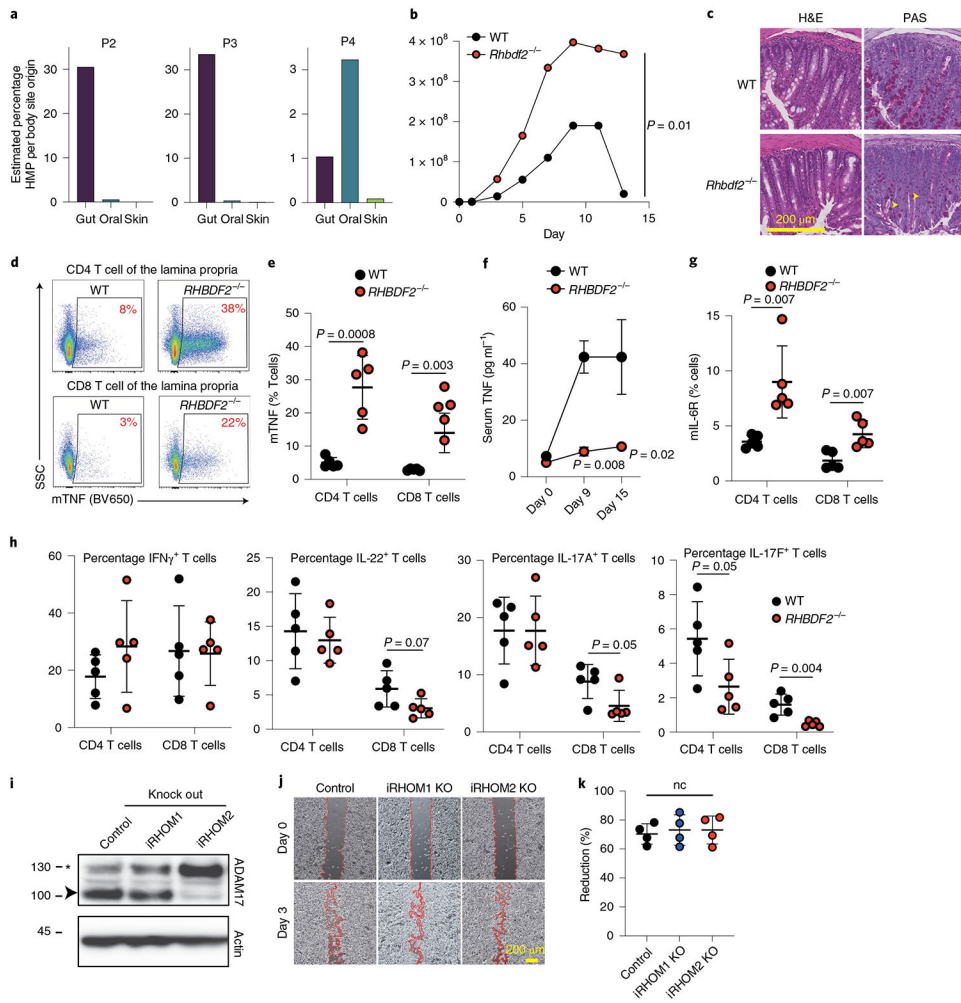 a
P2
P3
P4
Estimated percentage
HMP per body site origin
30
20
10
0
Gut Oral Skin
30
20
10
0
Gut Oral Skin
3
2
1
0
Gut Oral Skin
b
WT
Rhbdf2⁻/⁻
4 × 10⁸
3 × 10⁸
2 × 10⁸
1 × 10⁸
0
0 5 10 15
Day
P = 0.01
c
H&E PAS
WT
Rhbdf2⁻/⁻
200 μm
d
CD4 T cell of the lamina propria
WT
RHBDF2⁻/⁻
8%
38%
CD8 T cell of the lamina propria
WT
RHBDF2⁻/⁻
3%
22%
SSC
mTNF (BV650)
e
WT
RHBDF2⁻/⁻
mTNF (% Tcells)
50
40
30
20
10
0
P = 0.0008
P = 0.003
CD4 T cells
CD8 T cells
f
WT
RHBDF2⁻/⁻
Serum TNF (pg ml⁻¹)
60
40
20
0
P = 0.008
P = 0.02
Day 0
Day 9
Day 15
g
WT
RHBDF2⁻/⁻
mIL-6R (% cells)
15
10
5
0
P = 0.007
P = 0.007
CD4 T cells
CD8 T cells
h
Percentage IFNγ⁺ T cells
60
40
20
0
CD4 T cells
CD8 T cells
Percentage IL-22⁺ T cells
25
20
15
10
5
0
P = 0.07
CD4 T cells
CD8 T cells
Percentage IL-17A⁺ T cells
30
20
10
0
P = 0.05
CD4 T cells
CD8 T cells
Percentage IL-17F⁺ T cells
10
8
6
4
2
0
P = 0.05
P = 0.004
CD4 T cells
CD8 T cells
WT
RHBDF2⁻/⁻
i
Knock out
Control
iRHOM1
iRHOM2
130
*
100
45
ADAM17
Actin
j
Control
iRHOM1 KO
iRHOM2 KO
Day 0
Day 3
200 μm
k
nc
Reduction (%)
100
80
60
40
20
0
Control
iRHOM1 KO
iRHOM2 KO